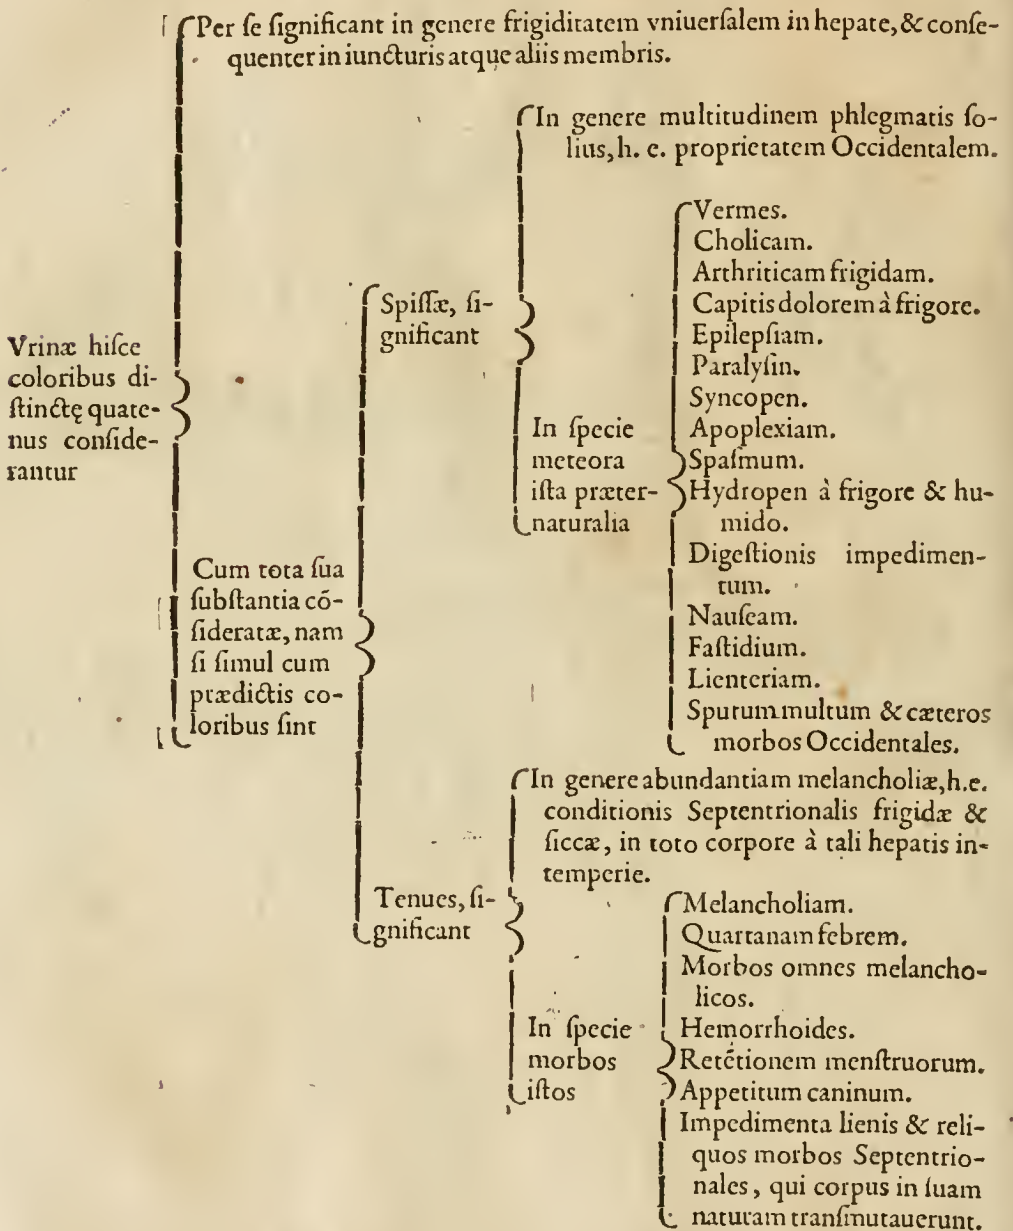 Per ſe ſignificant in genere frigiditatem vniuerſalem in hepate, & conſe-
quenter in iuncturis atque aliis membris.
Vrinæ hiſce
coloribus di-
ſtinctę quate-
nus conſide-
rantur
Cum tota ſua
ſubſtantia cõ-
ſideratæ, nam
ſi ſimul cum
prædictis co-
loribus ſint
Spiſſæ, ſi-
gnificant
In genere multitudinem phlegmatis ſo-
lius, h. e. proprietatem Occidentalem.
In ſpecie
meteora
iſta præter-
naturalia
Vermes.
Cholicam.
Arthriticam frigidam.
Capitis dolorem à frigore.
Epilepſiam.
Paralyſin.
Syncopen.
Apoplexiam.
Spaſmum.
Hydropen à frigore & hu-
mido.
Digeſtionis impedimen-
tum.
Nauſeam.
Faſtidium.
Lienteriam.
Sputum multum & cæteros
morbos Occidentales.
Tenues, ſi-
gnificant
In genere abundantiam melancholiæ, h. e.
conditionis Septentrionalis frigidæ &
ſiccæ, in toto corpore à tali hepatis in-
temperie.
In ſpecie
morbos
iſtos
Melancholiam.
Quartanam febrem.
Morbos omnes melancho-
licos.
Hemorrhoides.
Retẽtionem menſtruorum.
Appetitum caninum.
Impedimenta lienis & reli-
quos morbos Septentrio-
nales, qui corpus in ſuam
naturam tranſmutauerunt.